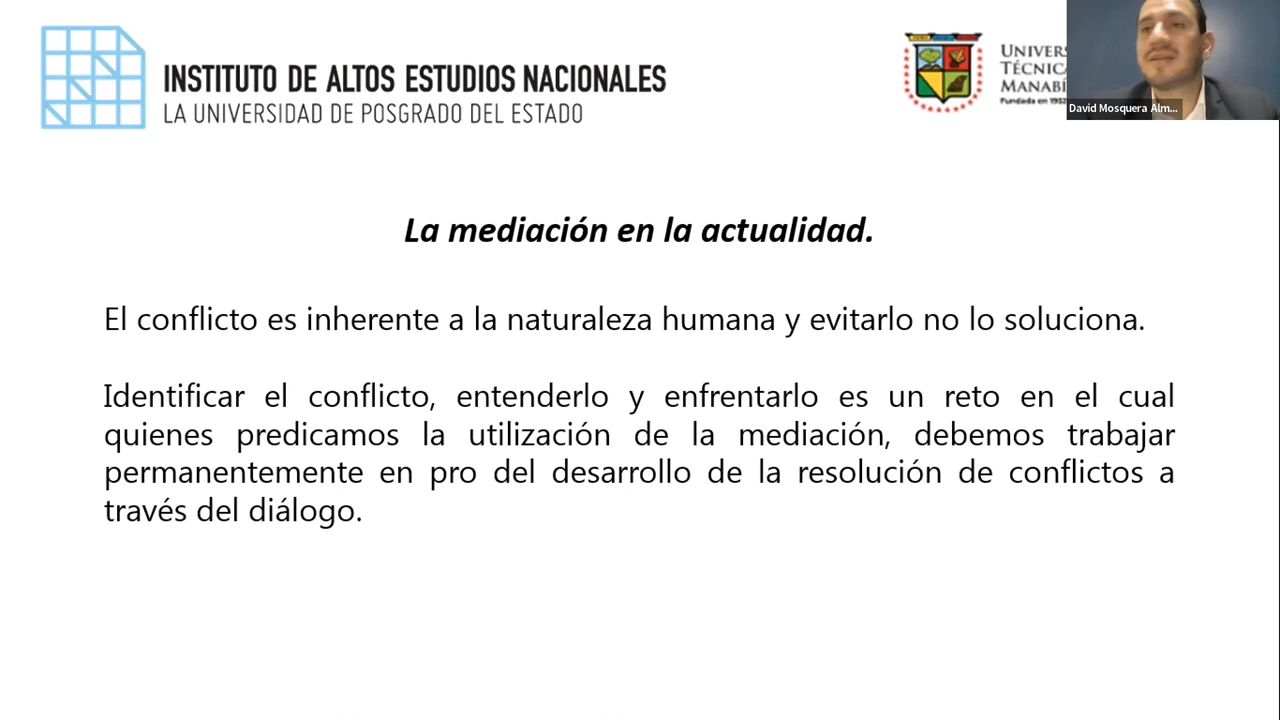 INSTITUTO DE ALTOS ESTUDIOS NACIONALES
LA UNIVERSIDAD DE POSGRADO DEL ESTADO
TÉCNICA
Fundada en
David Mosquera Alm...
La mediación en la actualidad.
El conflicto es inherente a la naturaleza humana y evitarlo no lo soluciona.
Identificar el conflicto, entenderlo y enfrentarlo es un reto en el cual
quienes predicamos la utilización de la mediación, debemos trabajar
permanentemente en pro del desarrollo de la resolución de conflictos a
través del diálogo.